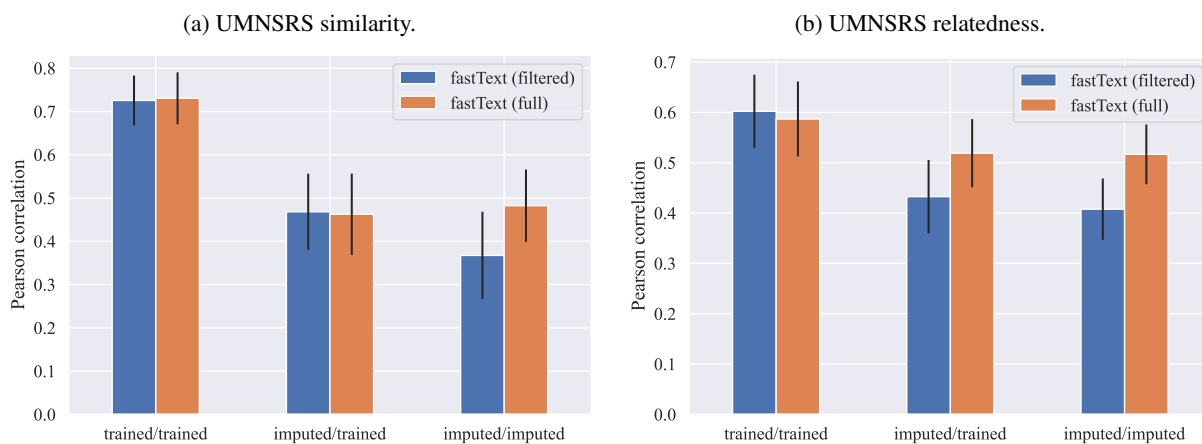 (a) UMNSRS similarity.
Pearson correlation
0.8
0.7
0.6
0.5
0.4
0.3
0.2
0.1
0.0
fastText (filtered)
fastText (full)
trained/trained imputed/trained imputed/imputed
(b) UMNSRS relatedness.
Pearson correlation
0.7
0.6
0.5
0.4
0.3
0.2
0.1
0.0
fastText (filtered)
fastText (full)
trained/trained imputed/trained imputed/imputed